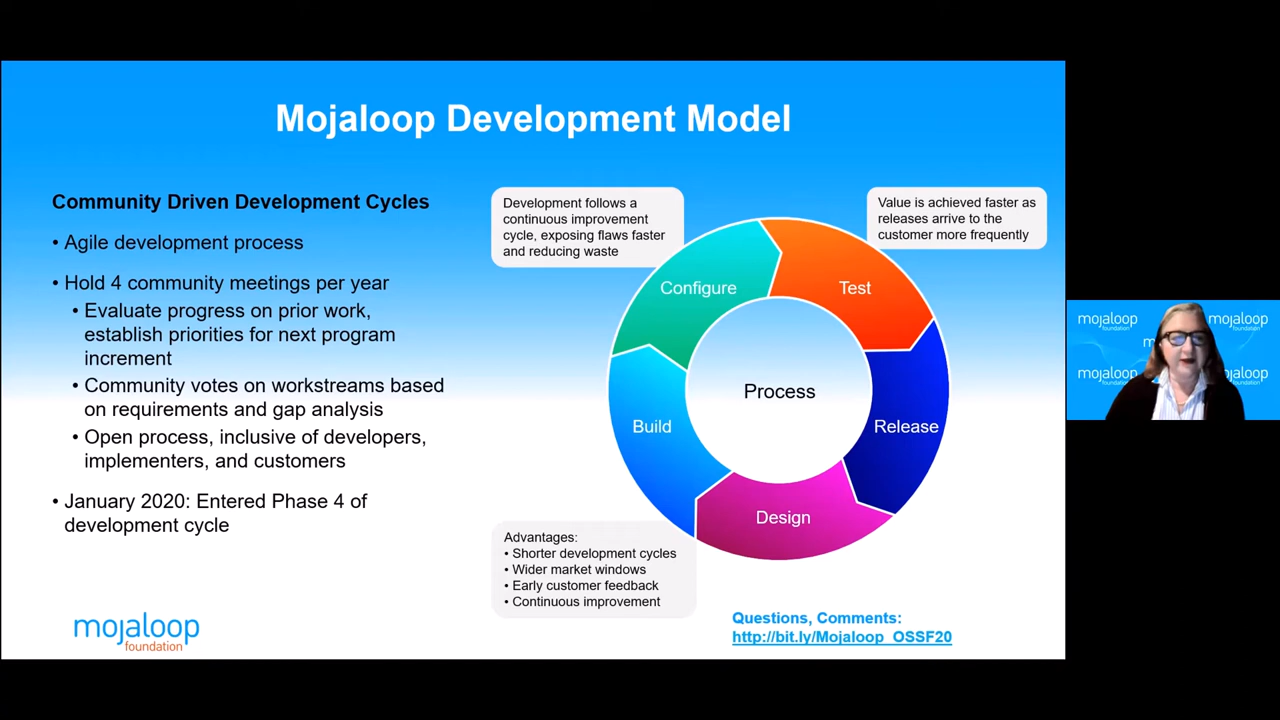 Mojaloop Development Model
Community Driven Development Cycles
• Agile development process
• Hold 4 community meetings per year
• Evaluate progress on prior work,
establish priorities for next program
increment
• Community votes on workstreams based
on requirements and gap analysis
• Open process, inclusive of developers,
implementers, and customers
• January 2020: Entered Phase 4 of
development cycle
Development follows a
continuous improvement
cycle, exposing flaws faster
and reducing waste
Value is achieved faster as
releases arrive to the
customer more frequently
Configure
Test
Process
Build
Release
Design
Advantages:
• Shorter development cycles
• Wider market windows
• Early customer feedback
• Continuous improvement
mojaloop
foundation
Questions, Comments:
http://bit.ly/Mojaloop_OSSF20
mojaloop
foundation
mojaloop
foundation
mojaloop
foundation